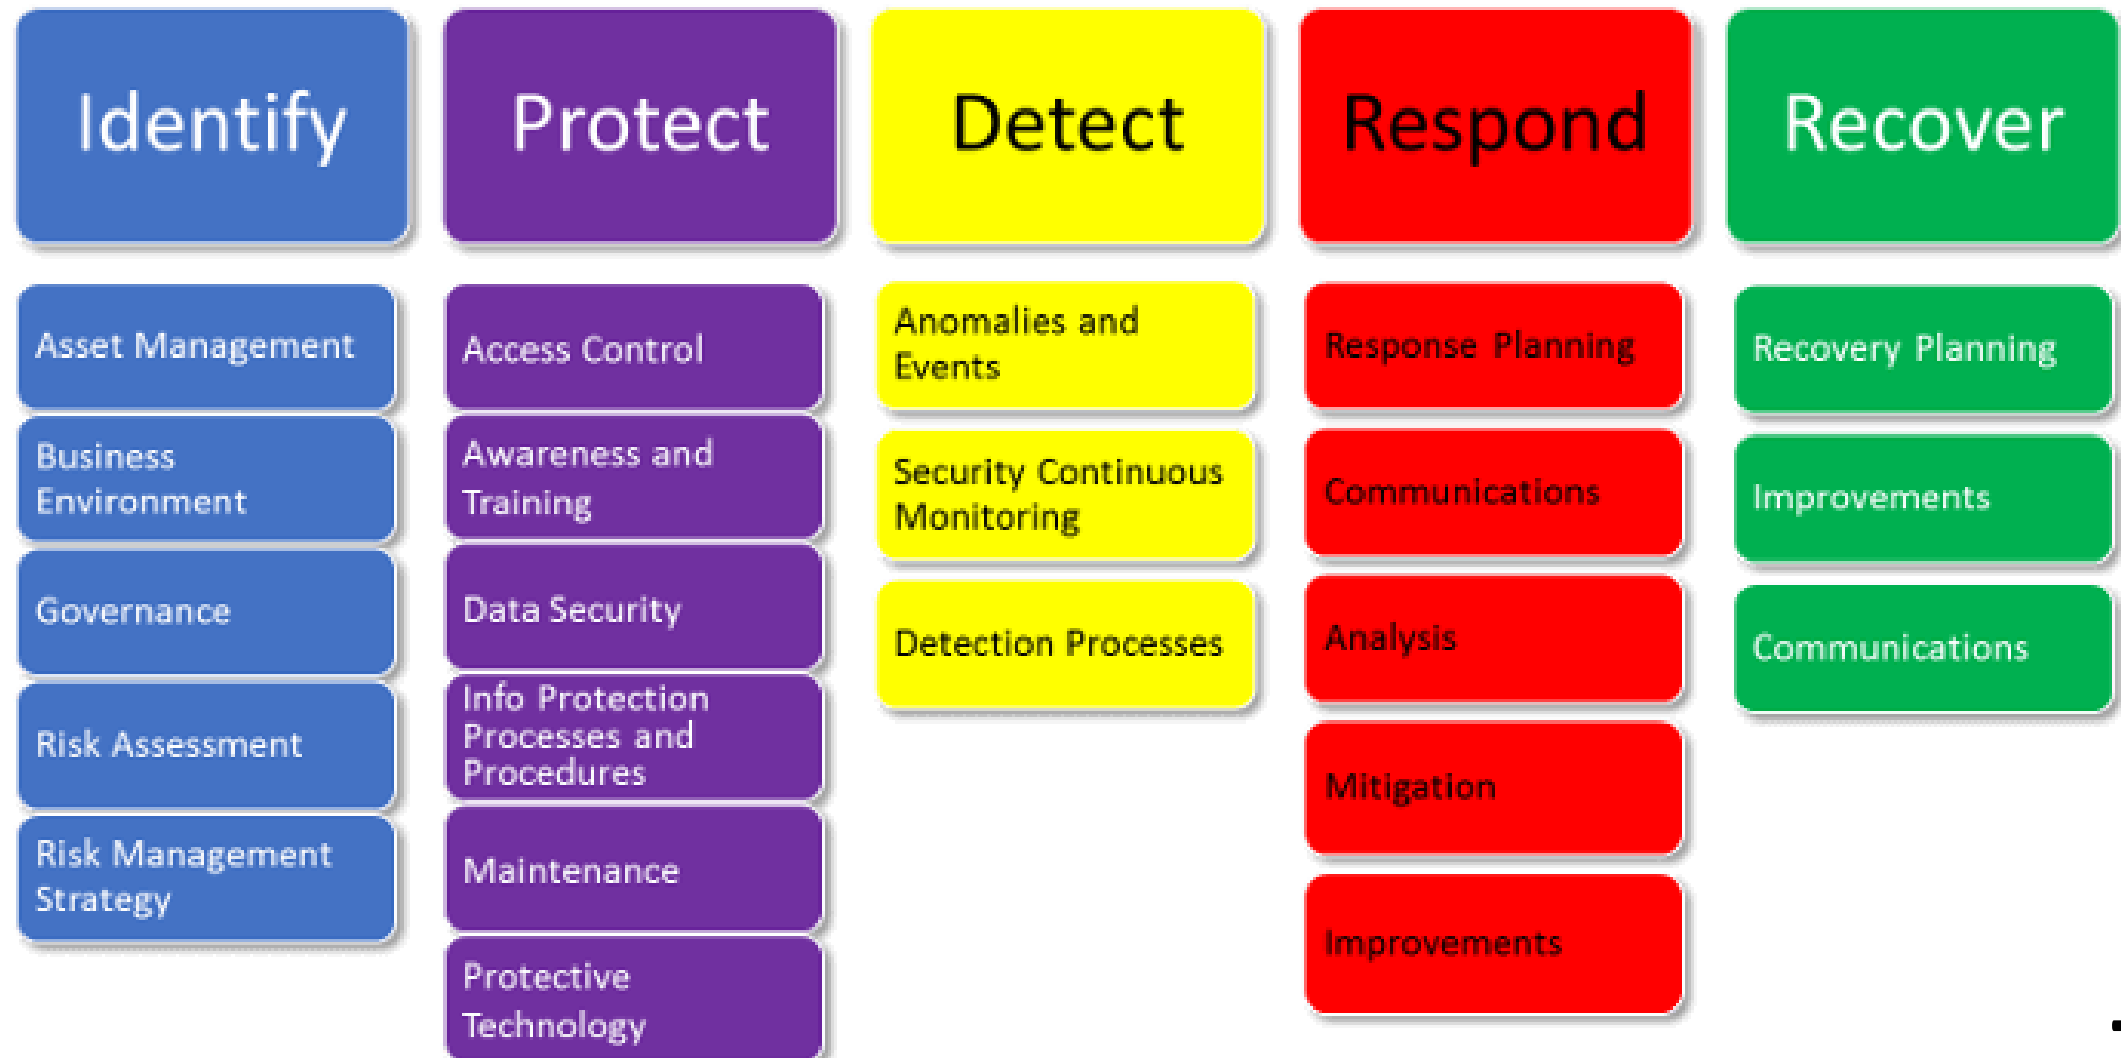 Identify
Protect
Detect
Respond
Recover
Asset Management
Business
Environment
Governance
Risk Assessment
Risk Management
Strategy
Access Control
Awareness and
Training
Data Security
Info Protection
Processes and
Procedures
Maintenance
Protective
Technology
Anomalies and
Events
Security Continuous
Monitoring
Detection Processes
Response Planning
Communications
Analysis
Mitigation
Improvements
Recovery Planning
Improvements
Communications